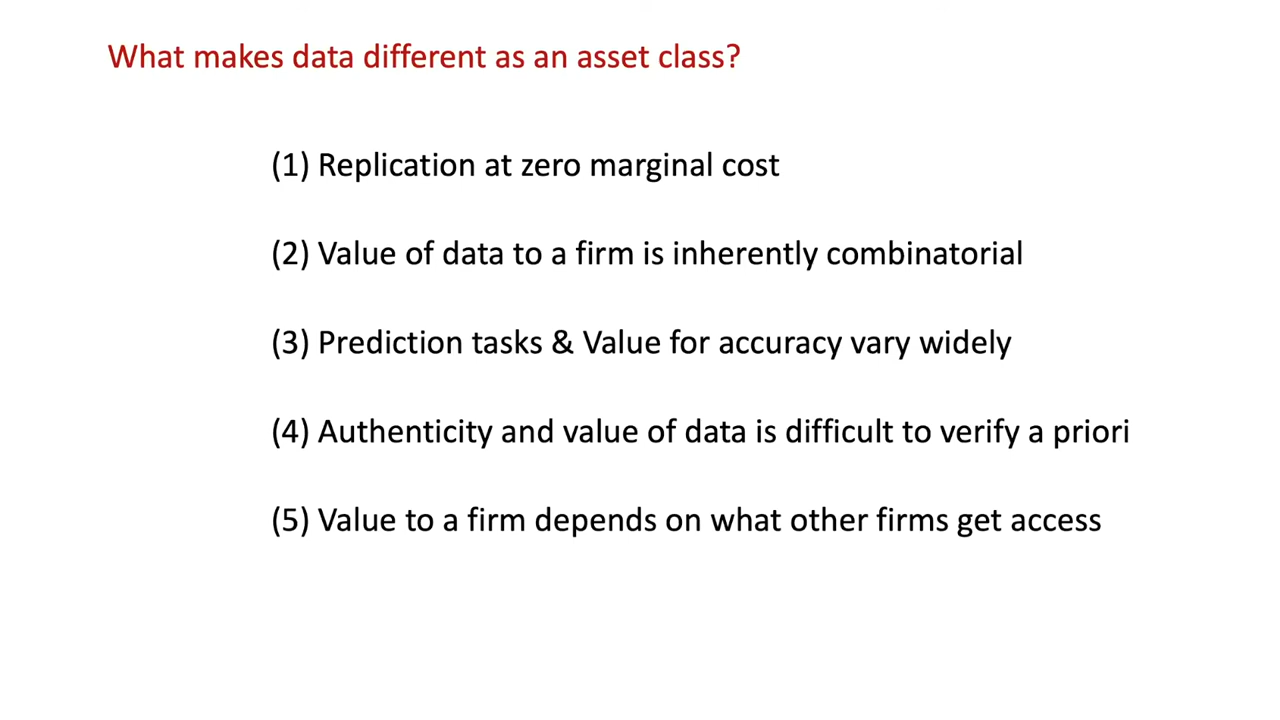 What makes data different as an asset class?
(1) Replication at zero marginal cost
(2) Value of data to a firm is inherently combinatorial
(3) Prediction tasks & Value for accuracy vary widely
(4) Authenticity and value of data is difficult to verify a priori
(5) Value to a firm depends on what other firms get access